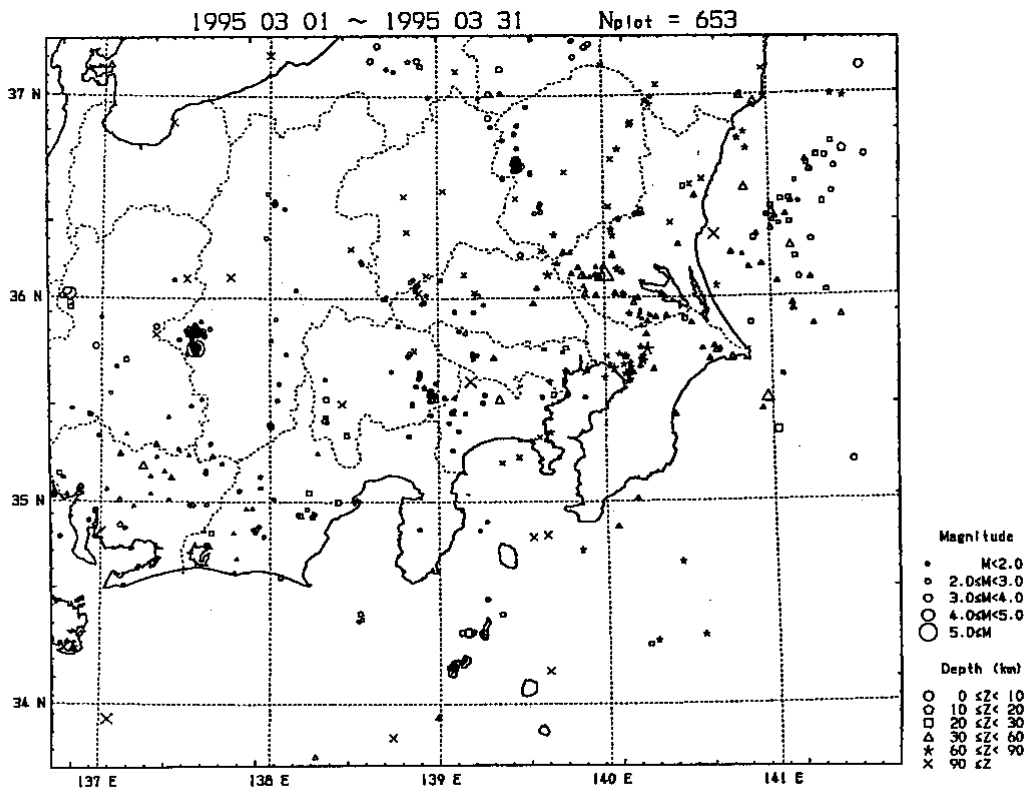 1995 03 01 ~ 1995 03 31 Nplot = 653
37 N
36 N
35 N
34 N
137 E 138 E 139 E 140 E 141 E
Magnitude
M<2.0
2.0≤M<3.0
3.0≤M<4.0
4.0≤M<5.0
5.0≤M
Depth (km)
0 ≤Z< 10
10 ≤Z< 20
20 ≤Z< 30
30 ≤Z< 60
60 ≤Z< 90
90 ≤Z